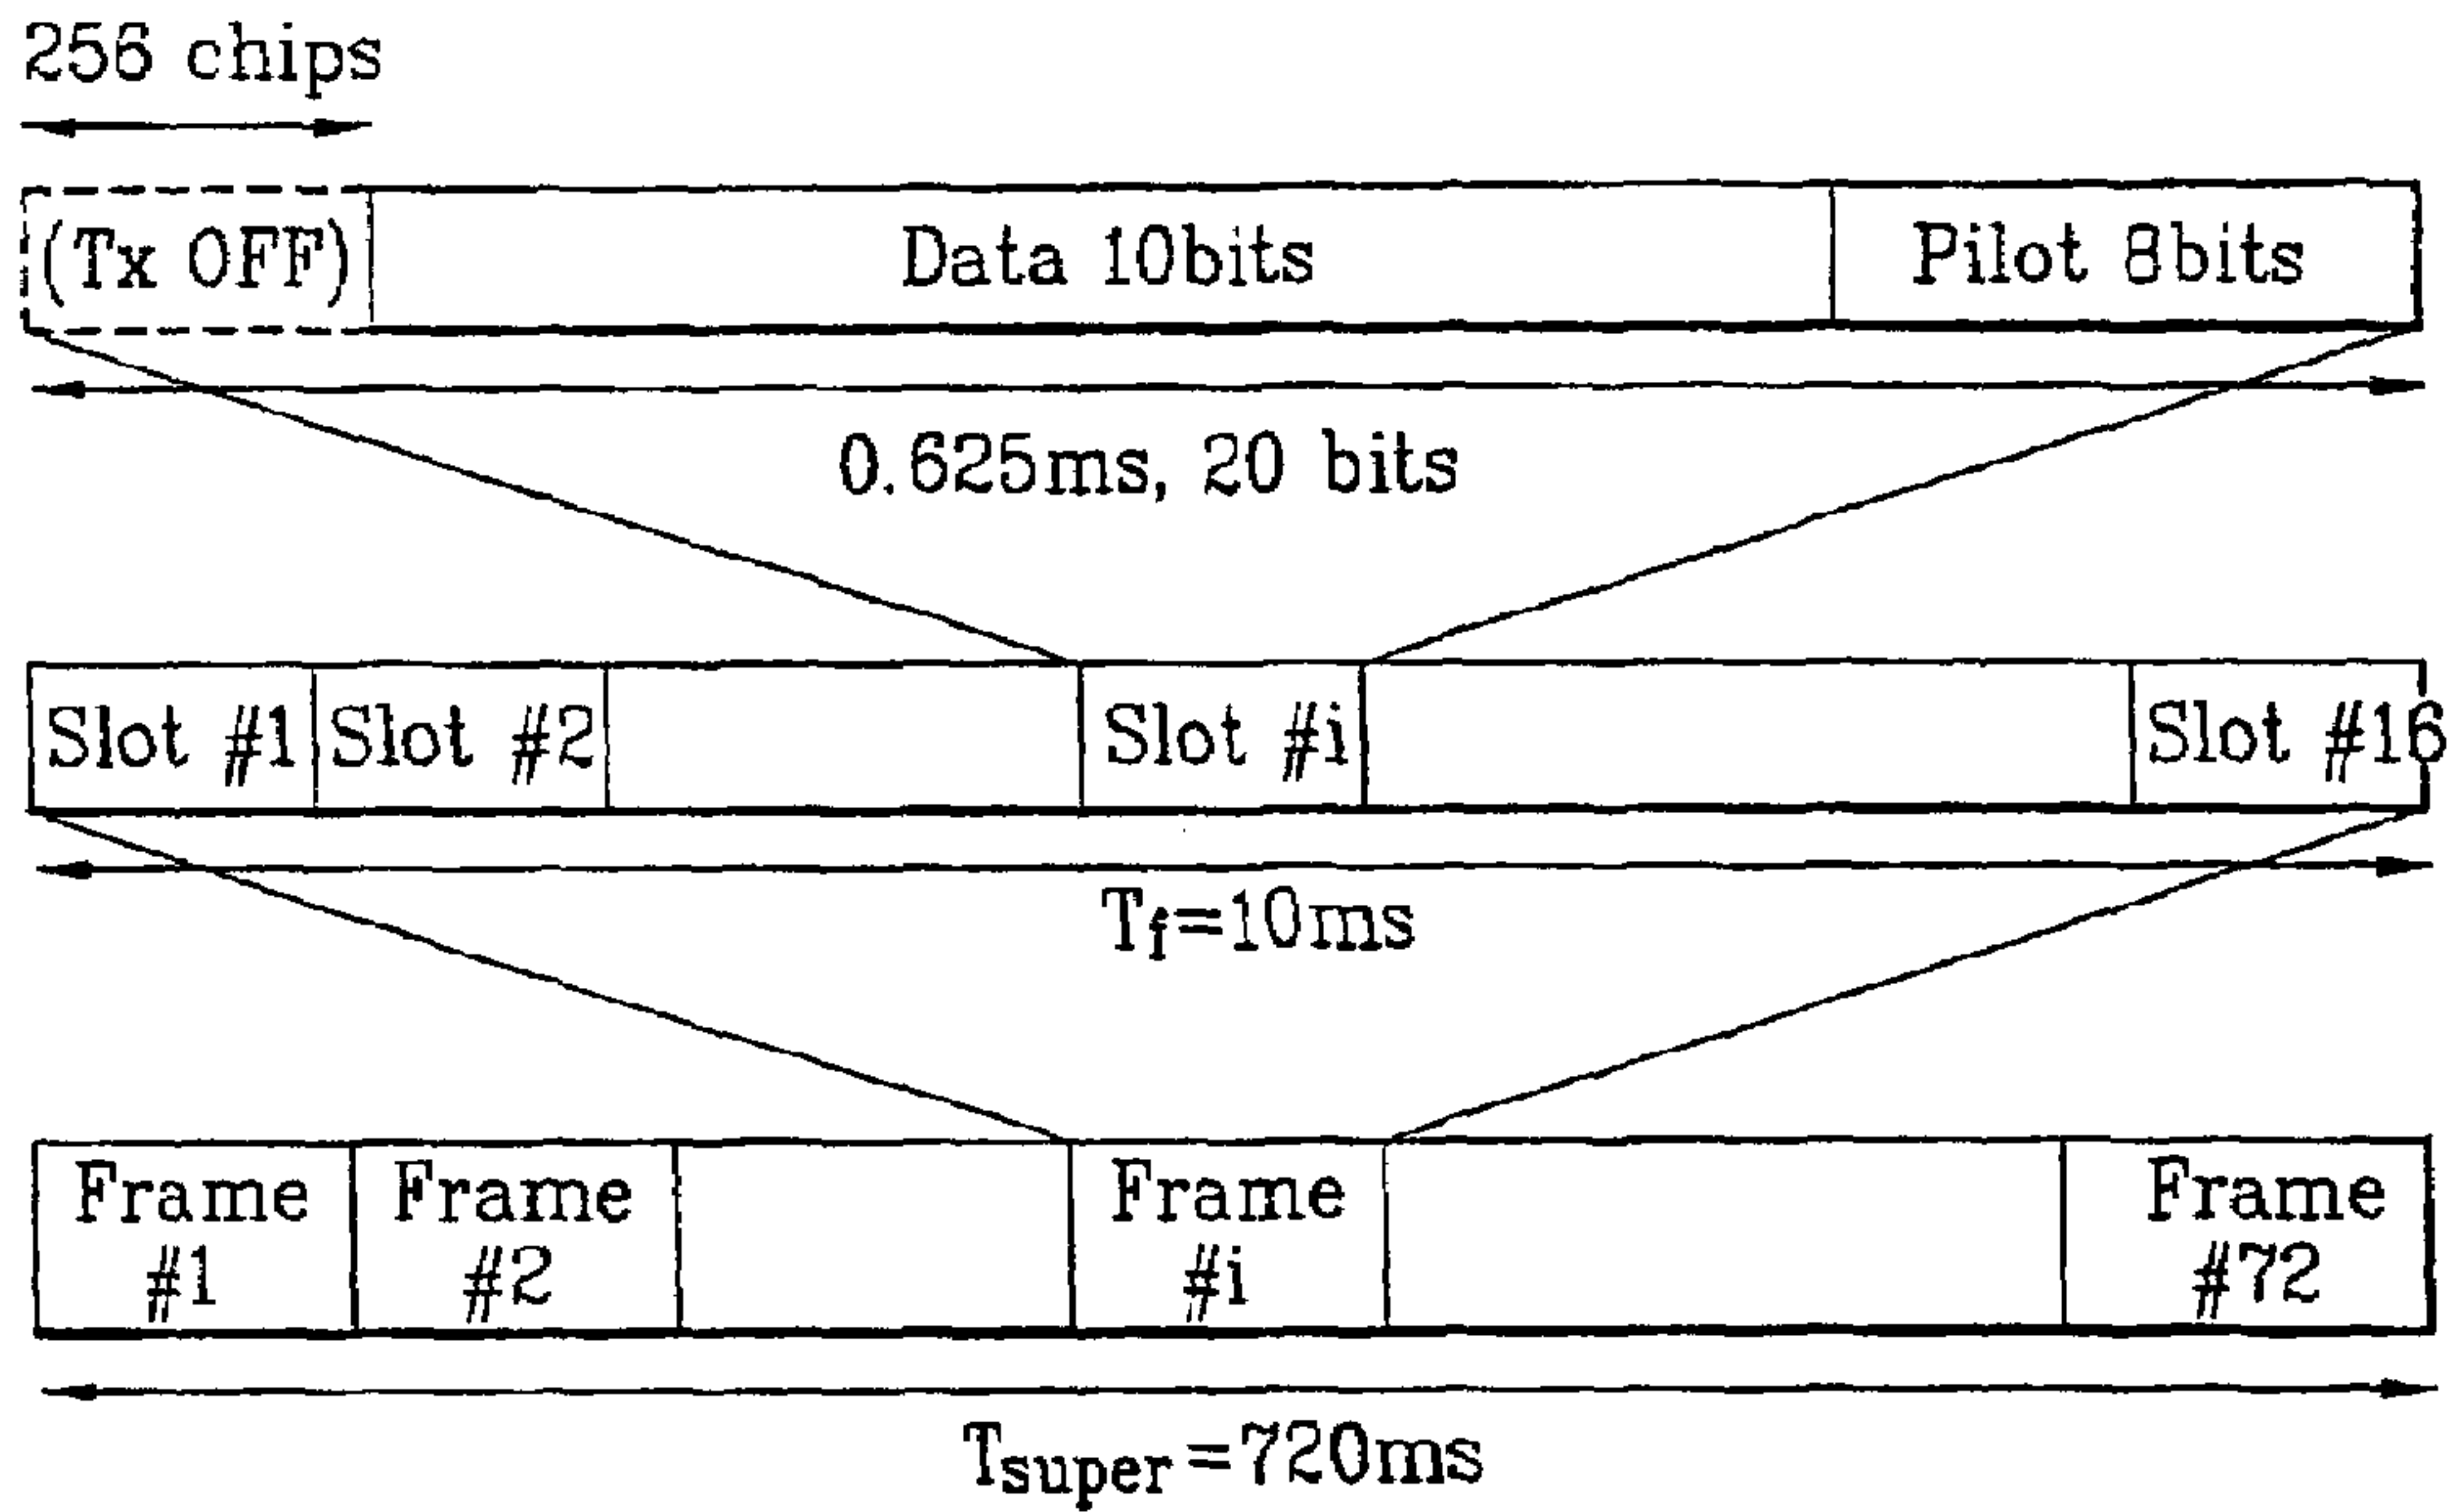 256 chips
(Tx OFF) Data 10bits Pilot 8bits
0.625ms, 20 bits
Slot #1 Slot #2 Slot #i Slot #16
Tf=10ms
Frame #1 Frame #2 Frame #i Frame #72
Tsuper=720ms